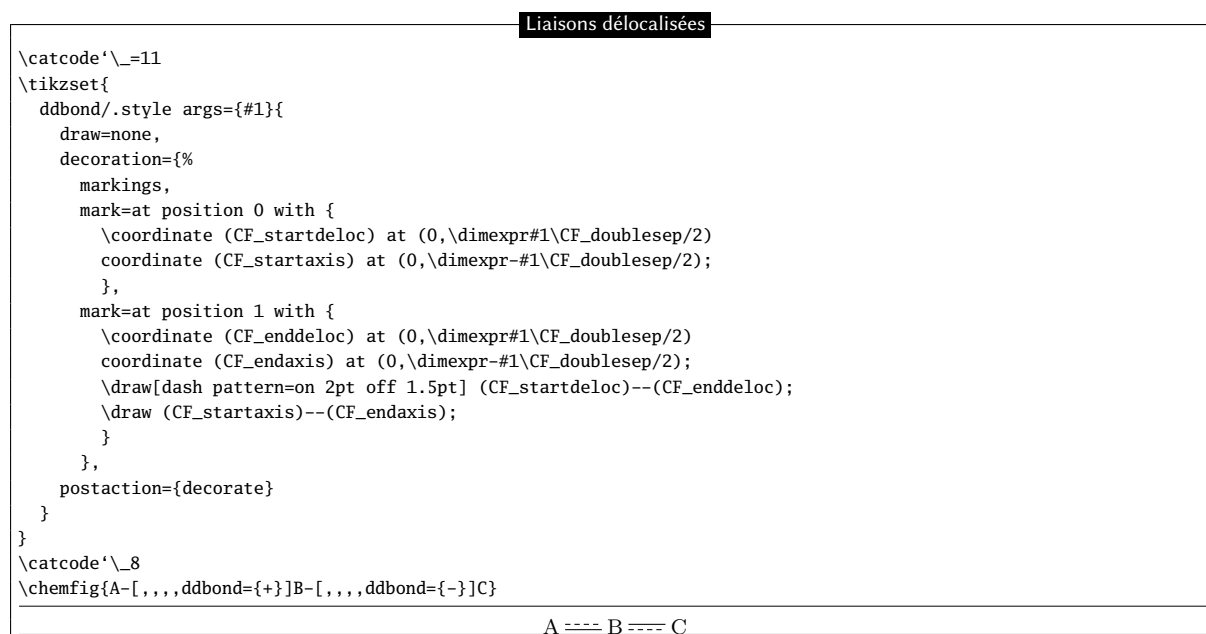 Liaisons délocalisées
\catcode‘\_=11
\tikzset{
  ddbond/.style args={#1}{
    draw=none,
    decoration={%
      markings,
      mark=at position 0 with {
        \coordinate (CF_startdeloc) at (0,\dimexpr#1\CF_doublesep/2)
        coordinate (CF_startaxis) at (0,\dimexpr-#1\CF_doublesep/2);
        },
      mark=at position 1 with {
        \coordinate (CF_enddeloc) at (0,\dimexpr#1\CF_doublesep/2)
        coordinate (CF_endaxis) at (0,\dimexpr-#1\CF_doublesep/2);
        \draw[dash pattern=on 2pt off 1.5pt] (CF_startdeloc)--(CF_enddeloc);
        \draw (CF_startaxis)--(CF_endaxis);
        }
      },
    postaction={decorate}
  }
}
\catcode‘\_8
\chemfig{A-[,,,,ddbond={+}]B-[,,,,ddbond={-}]C}
A B C